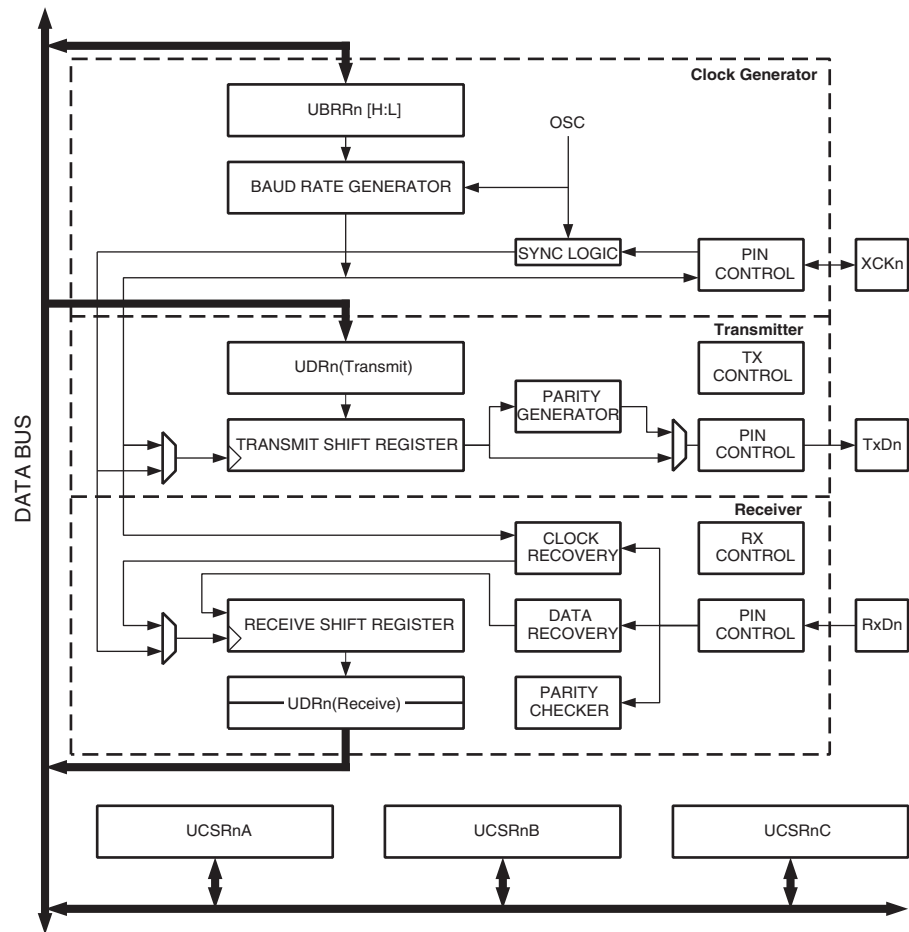 Clock Generator
UBRRn [H:L]
OSC
BAUD RATE GENERATOR
SYNC LOGIC
PIN
CONTROL
XCKn
Transmitter
UDRn(Transmit)
TX
CONTROL
PARITY
GENERATOR
TRANSMIT SHIFT REGISTER
PIN
CONTROL
TxDn
DATA BUS
Receiver
CLOCK
RECOVERY
RX
CONTROL
RECEIVE SHIFT REGISTER
DATA
RECOVERY
PIN
CONTROL
RxDn
UDRn(Receive)
PARITY
CHECKER
UCSRnA
UCSRnB
UCSRnC